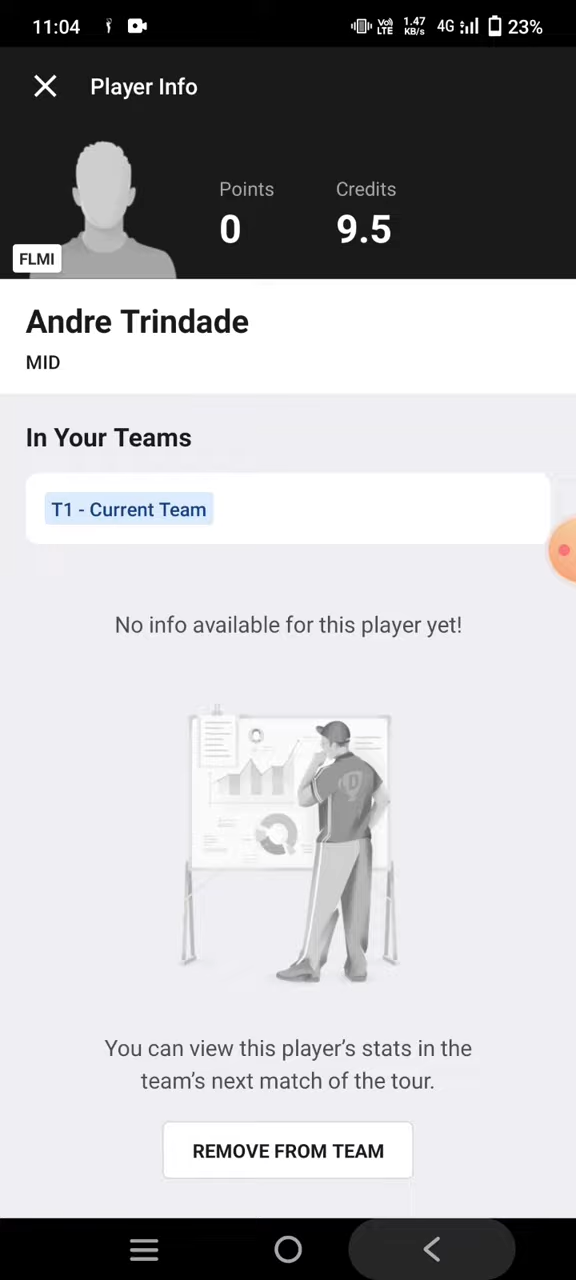 11:04
Vo) LTE
1.47 KB/s
4G
23%
Player Info
Points
Credits
0
9.5
FLMI
Andre Trindade
MID
In Your Teams
T1 - Current Team
No info available for this player yet!
D
You can view this player's stats in the
team's next match of the tour.
REMOVE FROM TEAM